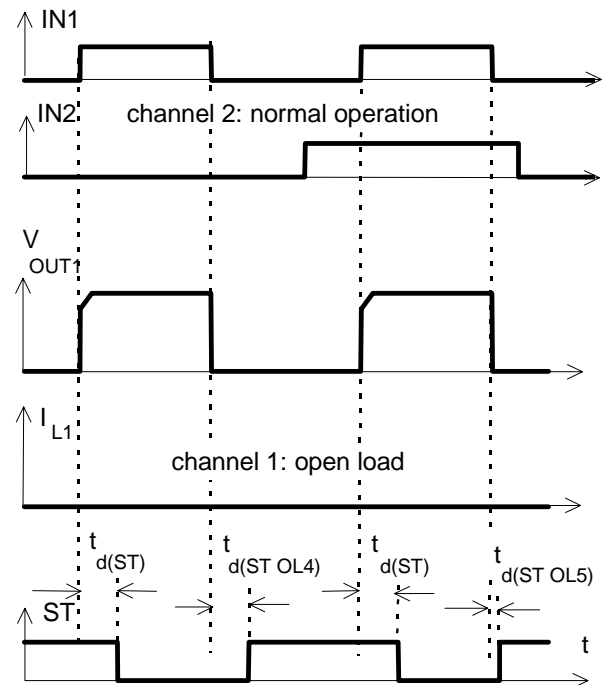 IN1
IN2 channel 2: normal operation
V
OUT1
I L1
channel 1: open load
t t t t
d(ST) d(ST OL4) d(ST) d(ST OL5)
ST t